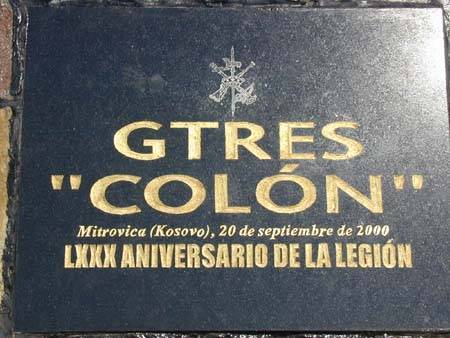 GTRES
"COLÓN"
Mitrovica (Kosovo), 20 de septiembre de 2000
LXXX ANIVERSARIO DE LA LEGIÓN